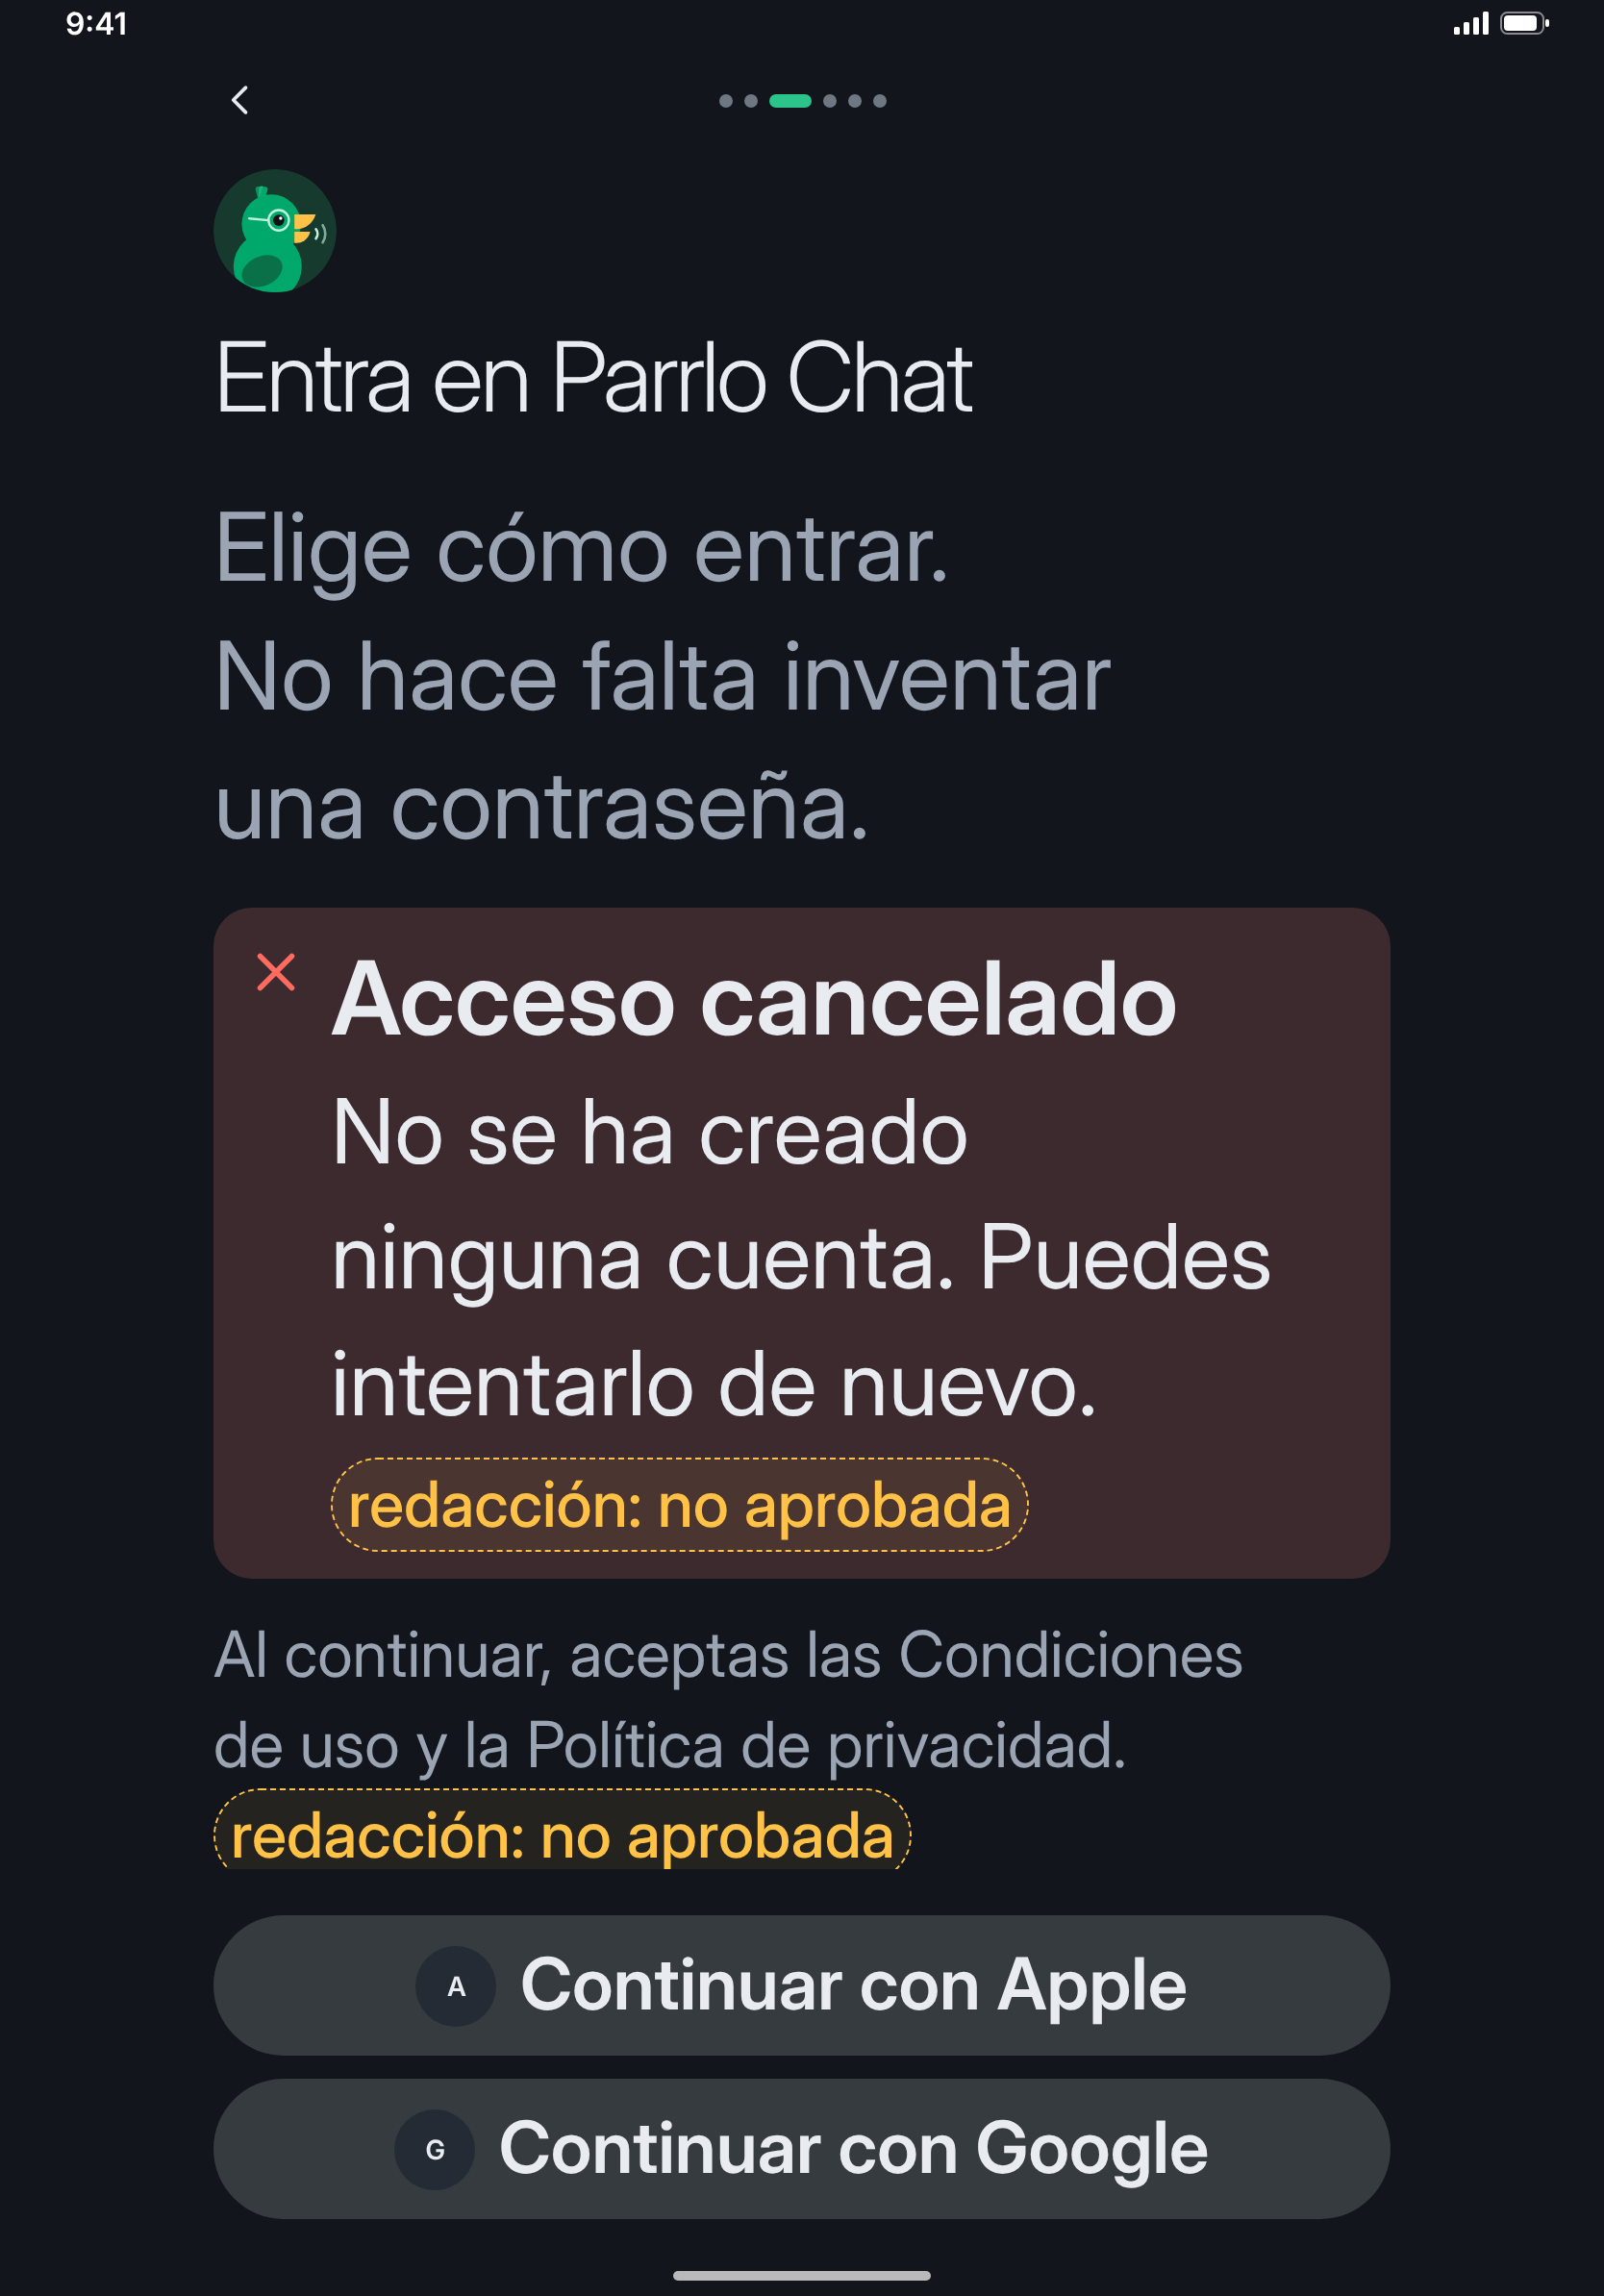 9:41
Entra en Parrlo Chat
Elige cómo entrar.
No hace falta inventar
una contraseña.
Acceso cancelado
No se ha creado
ninguna cuenta. Puedes
intentarlo de nuevo.
redacción: no aprobada
Al continuar, aceptas las Condiciones
de uso y la Política de privacidad.
redacción: no aprobada
A Continuar con Apple
G Continuar con Google